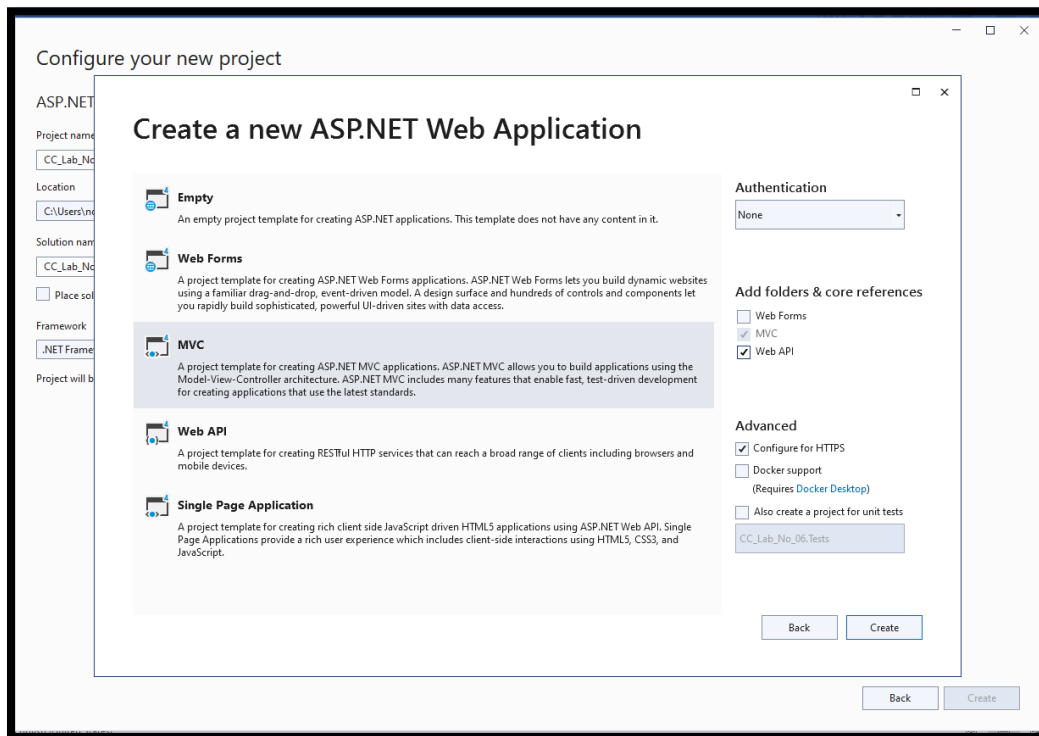 Configure your new project
ASP.NET
Create a new ASP.NET Web Application
Project name
CC_Lab_No
Location
C:\Users\
Solution nam
CC_Lab_No
Place sol
Framework
.NET Frame
Project will b
Empty
An empty project template for creating ASP.NET applications. This template does not have any content in it.
Web Forms
A project template for creating ASP.NET Web Forms applications. ASP.NET Web Forms lets you build dynamic websites
using a familiar drag-and-drop, event-driven model. A design surface and hundreds of controls and components let
you rapidly build sophisticated, powerful UI-driven sites with data access.
MVC
A project template for creating ASP.NET MVC applications. ASP.NET MVC allows you to build applications using the
Model-View-Controller architecture. ASP.NET MVC includes many features that enable fast, test-driven development
for creating applications that use the latest standards.
Web API
A project template for creating RESTful HTTP services that can reach a broad range of clients including browsers and
mobile devices.
Single Page Application
A project template for creating rich client side JavaScript driven HTML5 applications using ASP.NET Web API. Single
Page Applications provide a rich user experience which includes client-side interactions using HTML5, CSS3, and
JavaScript.
Authentication
None
Add folders & core references
Web Forms
MVC
Web API
Advanced
Configure for HTTPS
Docker support
(Requires Docker Desktop)
Also create a project for unit tests
CC_Lab_No_06.Tests
Back
Create
Back
Create